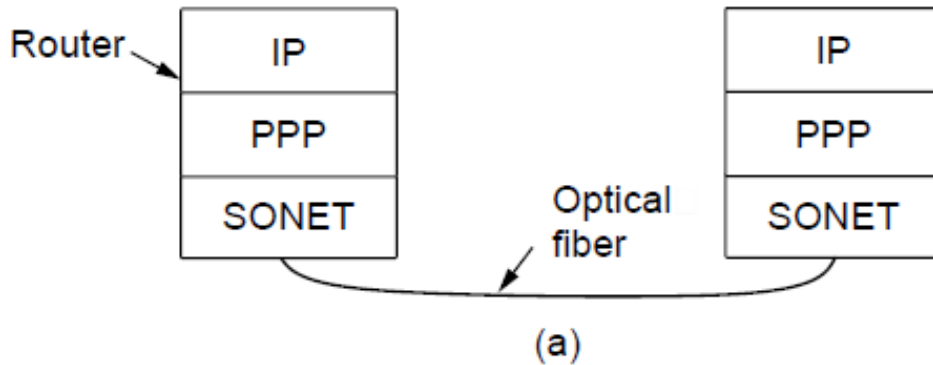 Router
IP
IP
PPP
PPP
SONET
SONET
Optical
fiber
(a)